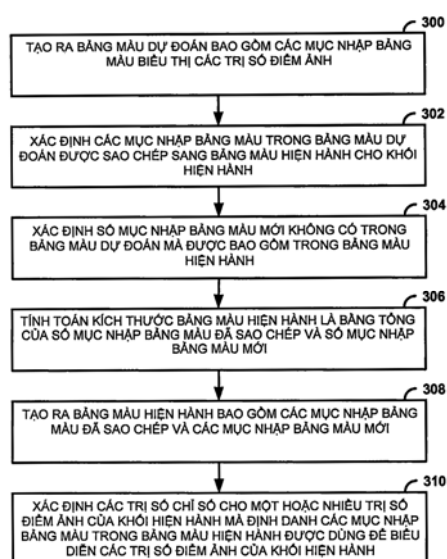 300
TẠO RA BẢNG MÀU DỰ ĐOÁN BAO GỒM CÁC MỤC NHẬP BẢNG
MÀU BIỂU THỊ CÁC TRỊ SỐ ĐIỂM ẢNH
302
XÁC ĐỊNH CÁC MỤC NHẬP BẢNG MÀU TRONG BẢNG MÀU DỰ
ĐOÁN ĐƯỢC SAO CHÉP SANG BẢNG MÀU HIỆN HÀNH CHO KHỐI
HIỆN HÀNH
304
XÁC ĐỊNH SỐ MỤC NHẬP BẢNG MÀU MỚI KHÔNG CÓ TRONG
BẢNG MÀU DỰ ĐOÁN MÀ ĐƯỢC BAO GỒM TRONG BẢNG MÀU
HIỆN HÀNH
306
TÍNH TOÁN KÍCH THƯỚC BẢNG MÀU HIỆN HÀNH LÀ BẰNG TỔNG
CỦA SỐ MỤC NHẬP BẢNG MÀU ĐÃ SAO CHÉP VÀ SỐ MỤC NHẬP
BẢNG MÀU MỚI
308
TẠO RA BẢNG MÀU HIỆN HÀNH BAO GỒM CÁC MỤC NHẬP BẢNG
MÀU ĐÃ SAO CHÉP VÀ CÁC MỤC NHẬP BẢNG MÀU MỚI
310
XÁC ĐỊNH CÁC TRỊ SỐ CHỈ SỐ CHO MỘT HOẶC NHIỀU TRỊ SỐ
ĐIỂM ẢNH CỦA KHỐI HIỆN HÀNH MÀ ĐỊNH DANH CÁC MỤC NHẬP
BẢNG MÀU TRONG BẢNG MÀU HIỆN HÀNH ĐƯỢC DÙNG ĐỂ BIỂU
DIỄN CÁC TRỊ SỐ ĐIỂM ẢNH CỦA KHỐI HIỆN HÀNH